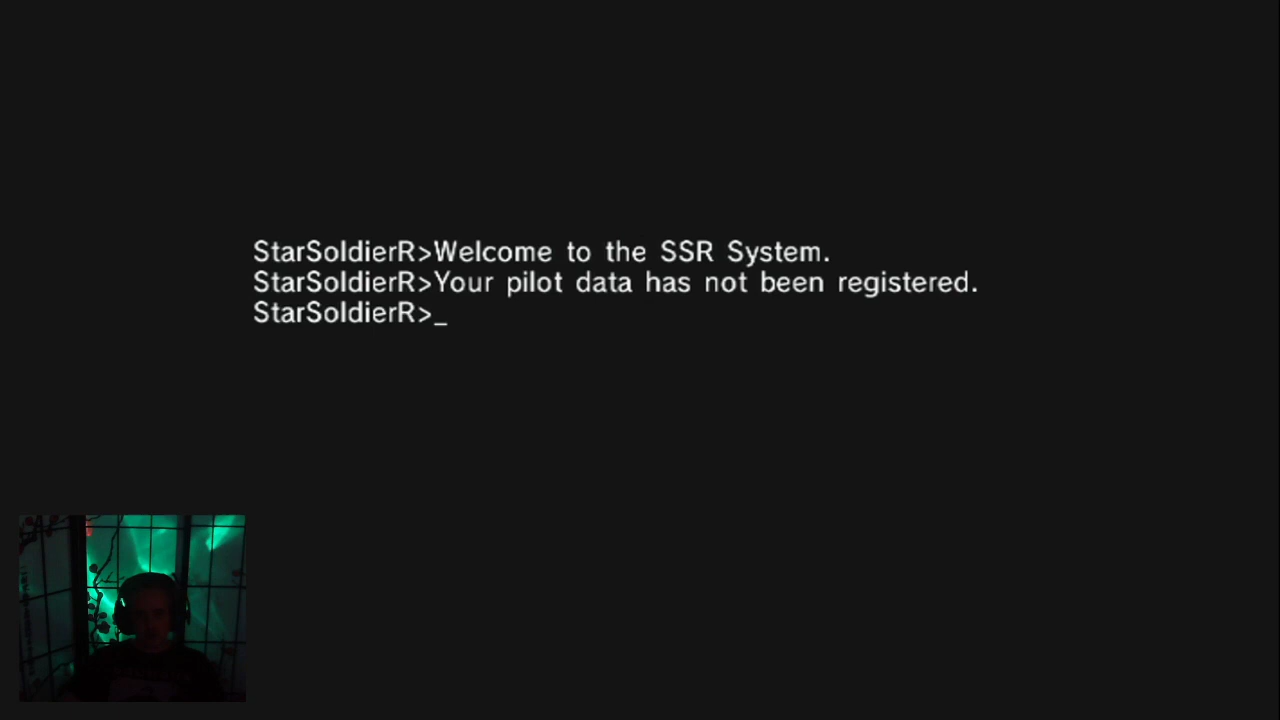 StarSoldierR>Welcome to the SSR System.
StarSoldierR>Your pilot data has not been registered.
StarSoldierR>_